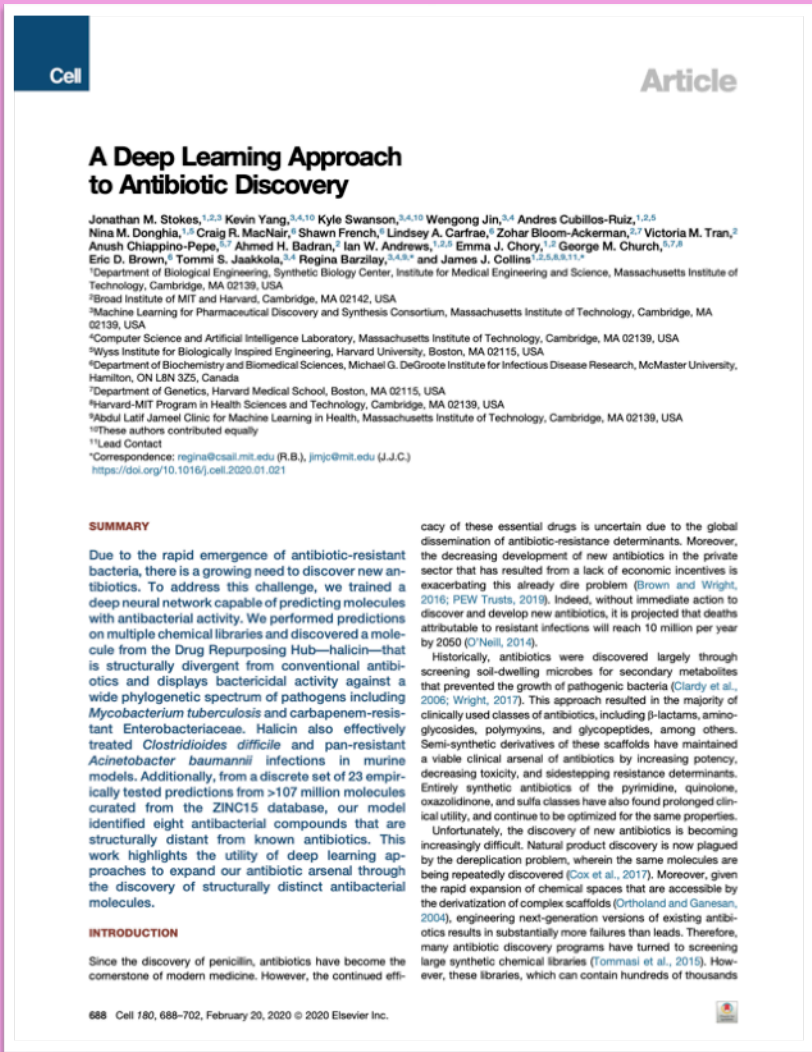 Cell
Article
A Deep Learning Approach
to Antibiotic Discovery
Jonathan M. Stokes,1,2,3 Kevin Yang,3,4,10 Kyle Swanson,3,4,10 Wengong Jin,3,4 Andres Cubillos-Ruiz,1,2,5
Nina M. Donghia,1,5 Craig R. MacNair,6 Shawn French,6 Lindsey A. Carfrae,6 Zohar Bloom-Ackerman,2,7 Victoria M. Tran,2
Anush Chiappino-Pepe,5,7 Ahmed H. Badran,2 Ian W. Andrews,1,2,5 Emma J. Chory,1,2 George M. Church,5,7,8
Eric D. Brown,6 Tommi S. Jaakkola,3,4 Regina Barzilay,3,4,9,* and James J. Collins1,2,5,8,9,11,*
1Department of Biological Engineering, Synthetic Biology Center, Institute for Medical Engineering and Science, Massachusetts Institute of
Technology, Cambridge, MA 02139, USA
2Broad Institute of MIT and Harvard, Cambridge, MA 02142, USA
3Machine Learning for Pharmaceutical Discovery and Synthesis Consortium, Massachusetts Institute of Technology, Cambridge, MA
02139, USA
4Computer Science and Artificial Intelligence Laboratory, Massachusetts Institute of Technology, Cambridge, MA 02139, USA
5Wyss Institute for Biologically Inspired Engineering, Harvard University, Boston, MA 02115, USA
6Department of Biochemistry and Biomedical Sciences, Michael G. DeGroote Institute for Infectious Disease Research, McMaster University,
Hamilton, ON L8N 3Z5, Canada
7Department of Genetics, Harvard Medical School, Boston, MA 02115, USA
8Harvard-MIT Program in Health Sciences and Technology, Cambridge, MA 02139, USA
9Abdul Latif Jameel Clinic for Machine Learning in Health, Massachusetts Institute of Technology, Cambridge, MA 02139, USA
10These authors contributed equally
11Lead Contact
*Correspondence: regina@csail.mit.edu (R.B.), jimjc@mit.edu (J.J.C.)
https://doi.org/10.1016/j.cell.2020.01.021
SUMMARY
Due to the rapid emergence of antibiotic-resistant
bacteria, there is a growing need to discover new an-
tibiotics. To address this challenge, we trained a
deep neural network capable of predicting molecules
with antibacterial activity. We performed predictions
on multiple chemical libraries and discovered a mole-
cule from the Drug Repurposing Hub—halicin—that
is structurally divergent from conventional antibi-
otics and displays bactericidal activity against a
wide phylogenetic spectrum of pathogens including
Mycobacterium tuberculosis and carbapenem-resis-
tant Enterobacteriaceae. Halicin also effectively
treated Clostridioides difficile and pan-resistant
Acinetobacter baumannii infections in murine
models. Additionally, from a discrete set of 23 empir-
ically tested predictions from >107 million molecules
curated from the ZINC15 database, our model
identified eight antibacterial compounds that are
structurally distant from known antibiotics. This
work highlights the utility of deep learning ap-
proaches to expand our antibiotic arsenal through
the discovery of structurally distinct antibacterial
molecules.
INTRODUCTION
Since the discovery of penicillin, antibiotics have become the
cornerstone of modern medicine. However, the continued effi-
cacy of these essential drugs is uncertain due to the global
dissemination of antibiotic-resistance determinants. Moreover,
the decreasing development of new antibiotics in the private
sector that has resulted from a lack of economic incentives is
exacerbating this already dire problem (Brown and Wright,
2016; PEW Trusts, 2019). Indeed, without immediate action to
discover and develop new antibiotics, it is projected that deaths
attributable to resistant infections will reach 10 million per year
by 2050 (O'Neill, 2014).
Historically, antibiotics were discovered largely through
screening soil-dwelling microbes for secondary metabolites
that prevented the growth of pathogenic bacteria (Clardy et al.,
2006; Wright, 2017). This approach resulted in the majority of
clinically used classes of antibiotics, including β-lactams, amino-
glycosides, polymyxins, and glycopeptides, among others.
Semi-synthetic derivatives of these scaffolds have maintained
a viable clinical arsenal of antibiotics by increasing potency,
decreasing toxicity, and sidestepping resistance determinants.
Entirely synthetic antibiotics of the pyrimidine, quinolone,
oxazolidinone, and sulfa classes have also found prolonged clin-
ical utility, and continue to be optimized for the same properties.
Unfortunately, the discovery of new antibiotics is becoming
increasingly difficult. Natural product discovery is now plagued
by the dereplication problem, wherein the same molecules are
being repeatedly discovered (Cox et al., 2017). Moreover, given
the rapid expansion of chemical spaces that are accessible by
the derivatization of complex scaffolds (Ortholand and Ganesan,
2004), engineering next-generation versions of existing antibi-
otics results in substantially more failures than leads. Therefore,
many antibiotic discovery programs have turned to screening
large synthetic chemical libraries (Tommasi et al., 2015). How-
ever, these libraries, which can contain hundreds of thousands
688 Cell 180, 688–702, February 20, 2020 © 2020 Elsevier Inc.